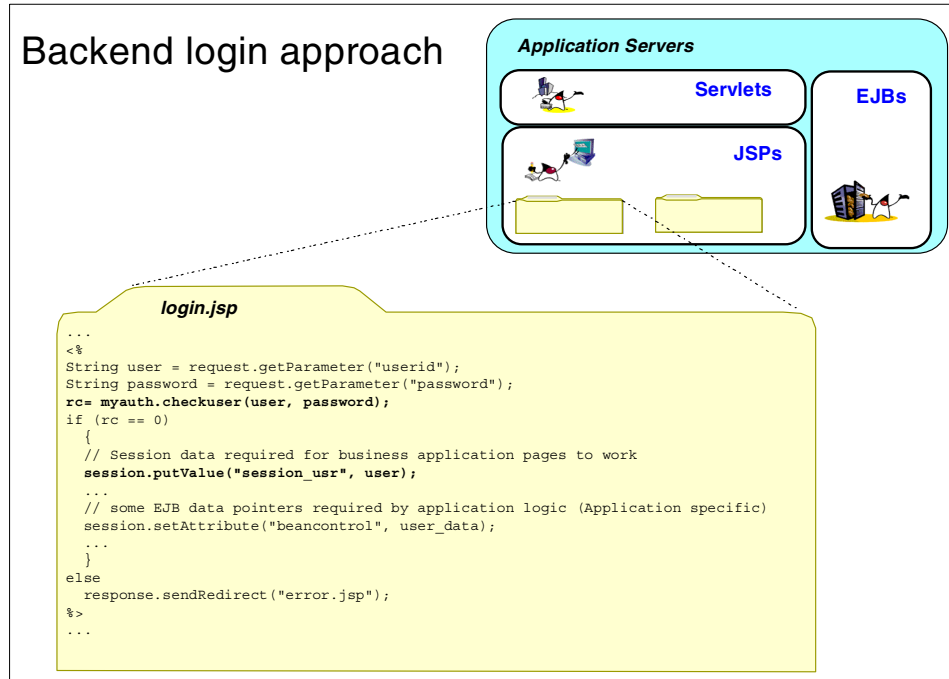 Backend login approach
Application Servers
Servlets
EJBs
JSPs
login.jsp
...
<%
String user = request.getParameter("userid");
String password = request.getParameter("password");
rc= myauth.checkuser(user, password);
if (rc == 0)
  {
  // Session data required for business application pages to work
  session.putValue("session_usr", user);
  ...
  // some EJB data pointers required by application logic (Application specific)
  session.setAttribute("beancontrol", user_data);
  ...
  }
else
  response.sendRedirect("error.jsp");
%>
...